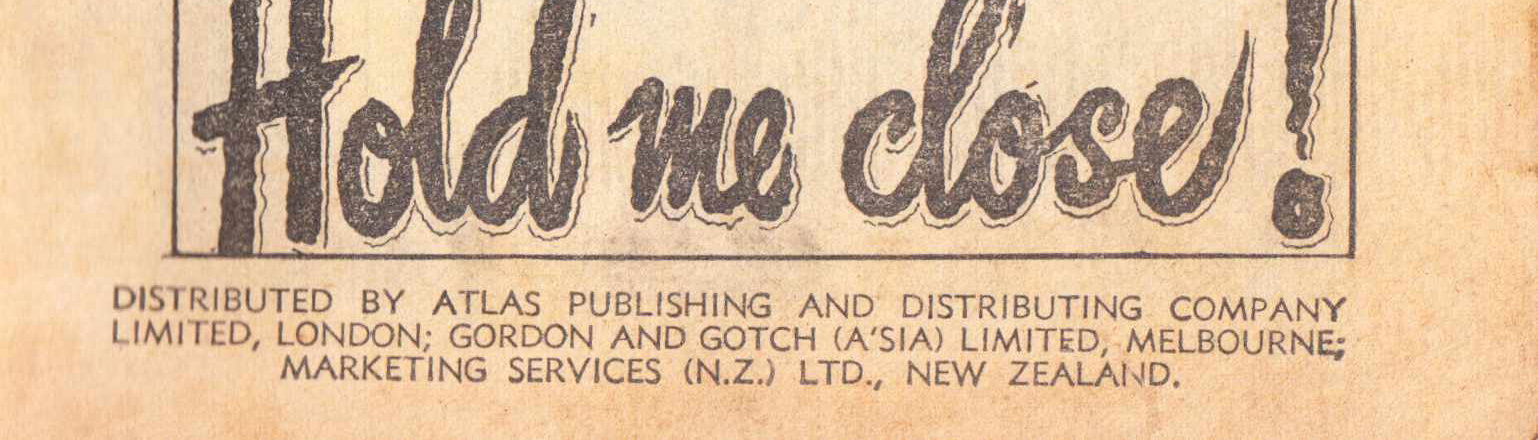 Hold me close!
DISTRIBUTED BY ATLAS PUBLISHING AND DISTRIBUTING COMPANY
LIMITED, LONDON; GORDON AND GOTCH (A'SIA) LIMITED, MELBOURNE;
MARKETING SERVICES (N.Z.) LTD., NEW ZEALAND.